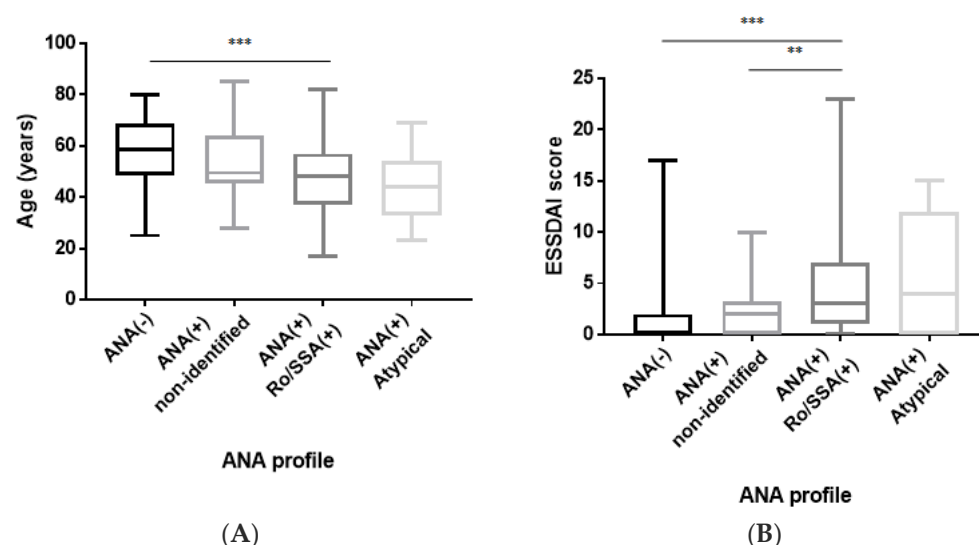 ***
100
80
60
40
20
0
Age (years)
ANA(-)
ANA(+)
non-identified
ANA(+)
Ro/SSA(+)
ANA(+)
Atypical
ANA profile
(A)
***
**
25
20
15
10
5
0
ESSDAI score
ANA(-)
ANA(+)
non-identified
ANA(+)
Ro/SSA(+)
ANA(+)
Atypical
ANA profile
(B)